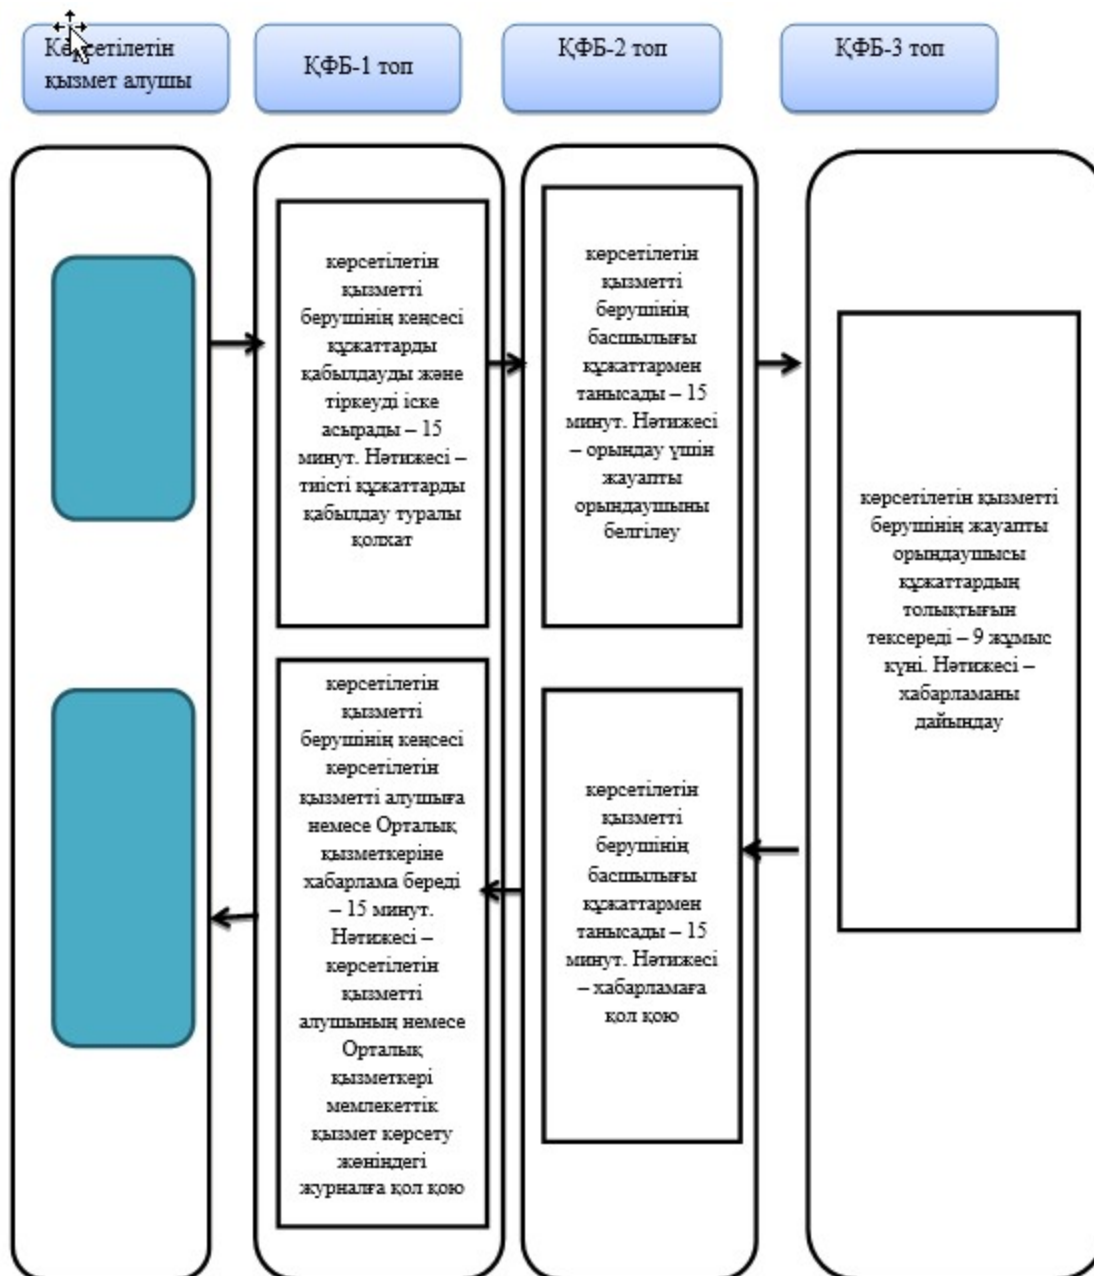 Көрсетілетін
қызмет алушы
ҚФБ-1 топ
ҚФБ-2 топ
ҚФБ-3 топ
көрсетілетін
қызметті
берушінің кеңсесі
құжаттарды
қабылдауды және
тіркеуді іске
асырады – 15
минут. Нәтижесі –
тиісті құжаттарды
қабылдау туралы
қолхат
көрсетілетін
қызметті
берушінің
басшылығы
құжаттармен
танысады – 15
минут. Нәтижесі
– орындау үшін
жауапты
орындаушыны
белгілеу
көрсетілетін қызметті
берушінің жауапты
орындаушысы
құжаттардың
толықтығын
тексереді – 9 жұмыс
күні. Нәтижесі –
хабарламаны
дайындау
көрсетілетін
қызметті
берушінің
басшылығы
құжаттармен
танысады – 15
минут. Нәтижесі
– хабарламаға
қол қою
көрсетілетін
қызметті
берушінің кеңсесі
көрсетілетін
қызметті алушыға
немесе Орталық
қызметкеріне
хабарлама береді
– 15 минут.
Нәтижесі –
көрсетілетін
қызметті
алушының немесе
Орталық
қызметкері
мемлекеттік
қызмет көрсету
жөніндегі
журналға қол қою